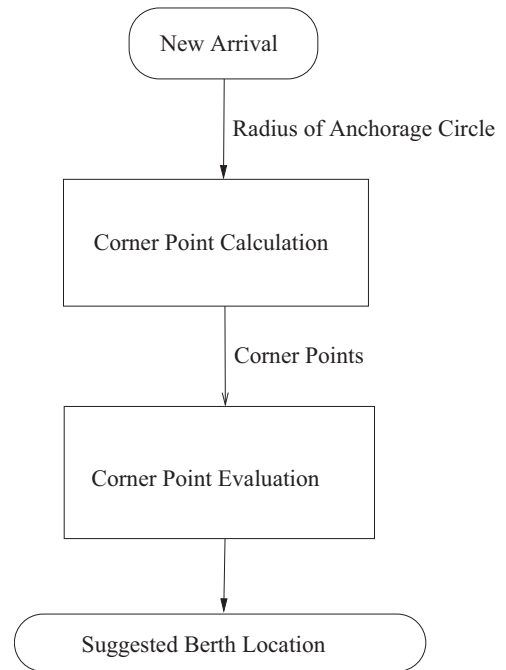 New Arrival
Radius of Anchorage Circle
Corner Point Calculation
Corner Points
Corner Point Evaluation
Suggested Berth Location